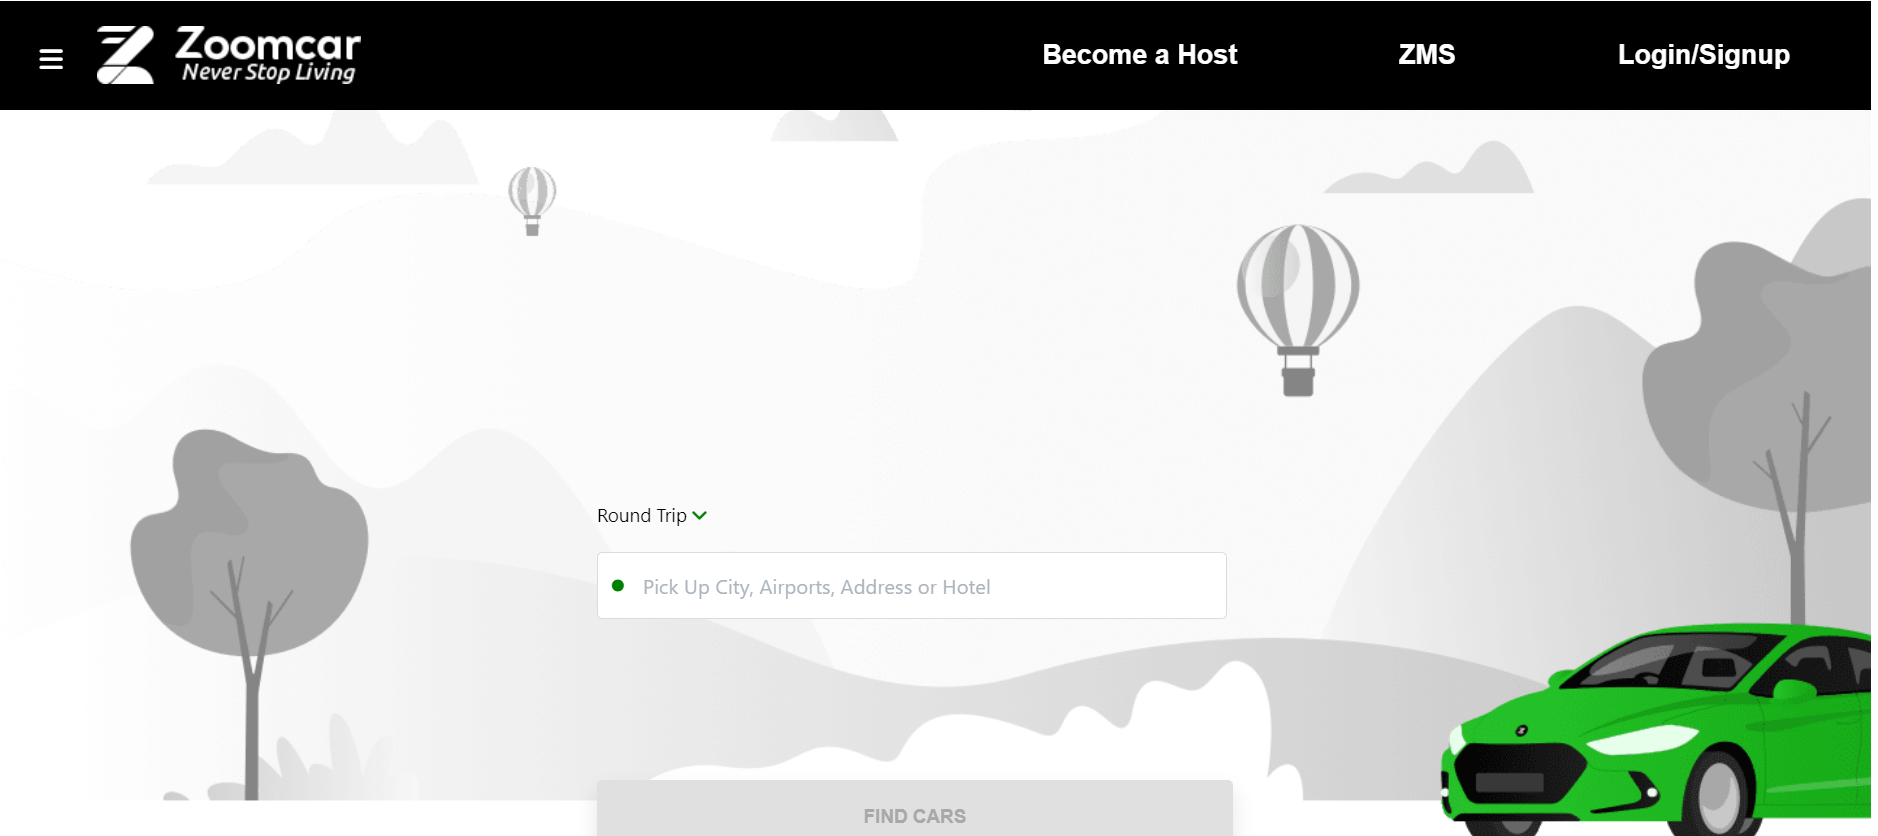 Zoomcar
Never Stop Living
Become a Host
ZMS
Login/Signup
Round Trip
Pick Up City, Airports, Address or Hotel
FIND CARS